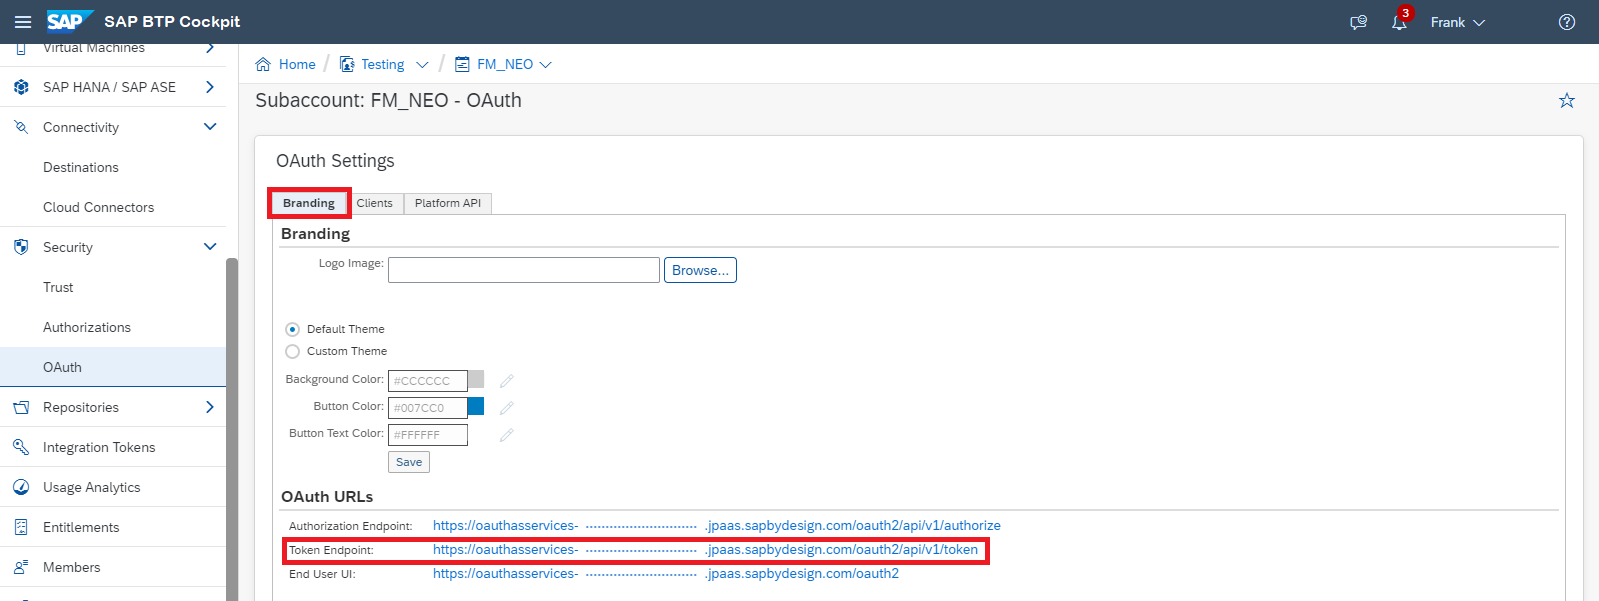 SAP SAP BTP Cockpit
3
Frank
Virtual Machines
SAP HANA / SAP ASE
Connectivity
Destinations
Cloud Connectors
Security
Trust
Authorizations
OAuth
Repositories
Integration Tokens
Usage Analytics
Entitlements
Members
Home / Testing / FM_NEO
Subaccount: FM_NEO - OAuth
OAuth Settings
Branding Clients Platform API
Branding
Logo Image: Browse...
Default Theme
Custom Theme
Background Color: #CCCCCC
Button Color: #007CC0
Button Text Color: #FFFFFF
Save
OAuth URLs
Authorization Endpoint: https://oauthasservices- ............................ .jpaas.sapbydesign.com/oauth2/api/v1/authorize
Token Endpoint: https://oauthasservices- ............................ .jpaas.sapbydesign.com/oauth2/api/v1/token
End User UI: https://oauthasservices- ............................ .jpaas.sapbydesign.com/oauth2